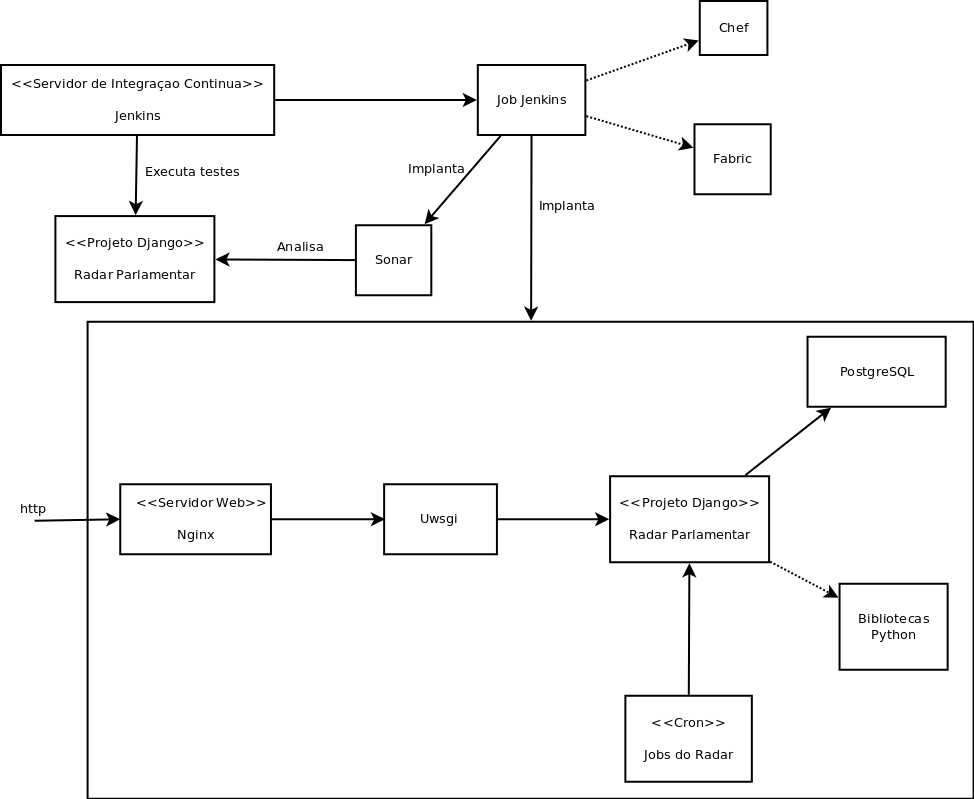 Chef
<<Servidor de Integraçao Continua>>
Jenkins
Job Jenkins
Fabric
Executa testes
Implanta
Implanta
<<Projeto Django>>
Radar Parlamentar
Analisa
Sonar
PostgreSQL
http
<<Servidor Web>>
Nginx
Uwsgi
<<Projeto Django>>
Radar Parlamentar
Bibliotecas
Python
<<Cron>>
Jobs do Radar